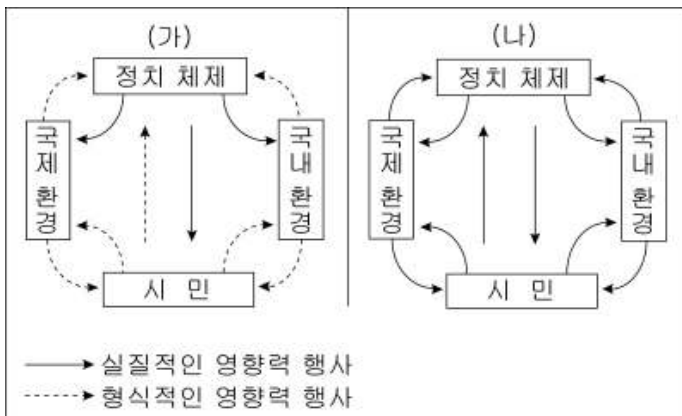 (가)
정치 체제
국제 환경
국내 환경
시 민
(나)
정치 체제
국제 환경
국내 환경
시 민
실질적인 영향력 행사
형식적인 영향력 행사